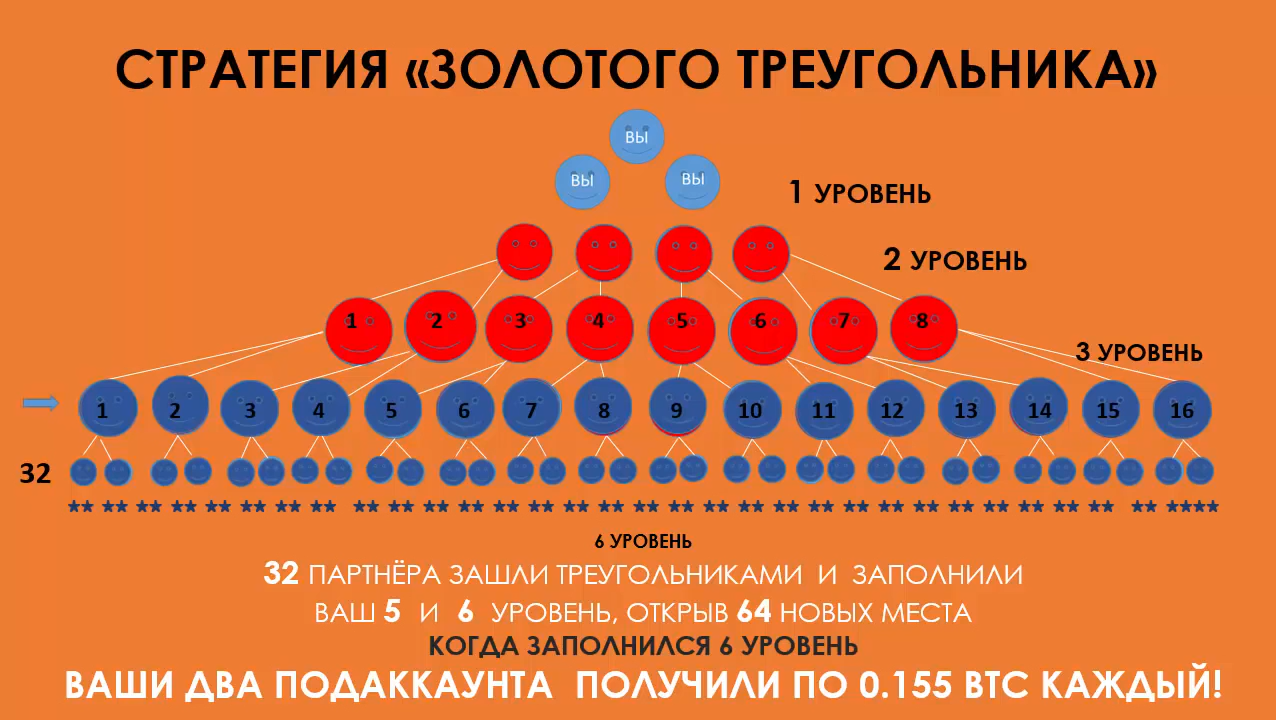 СТРАТЕГИЯ «ЗОЛОТОГО ТРЕУГОЛЬНИКА»
ВЫ
ВЫ ВЫ
1 УРОВЕНЬ
2 УРОВЕНЬ
1 2 3 4 5 6 7 8
3 УРОВЕНЬ
1 2 3 4 5 6 7 8 9 10 11 12 13 14 15 16
32
6 УРОВЕНЬ
32 ПАРТНЁРА ЗАШЛИ ТРЕУГОЛЬНИКАМИ И ЗАПОЛНИЛИ
ВАШ 5 И 6 УРОВЕНЬ, ОТКРЫВ 64 НОВЫХ МЕСТА
КОГДА ЗАПОЛНИЛСЯ 6 УРОВЕНЬ
ВАШИ ДВА ПОДАККАУНТА ПОЛУЧИЛИ ПО 0.155 BTC КАЖДЫЙ!